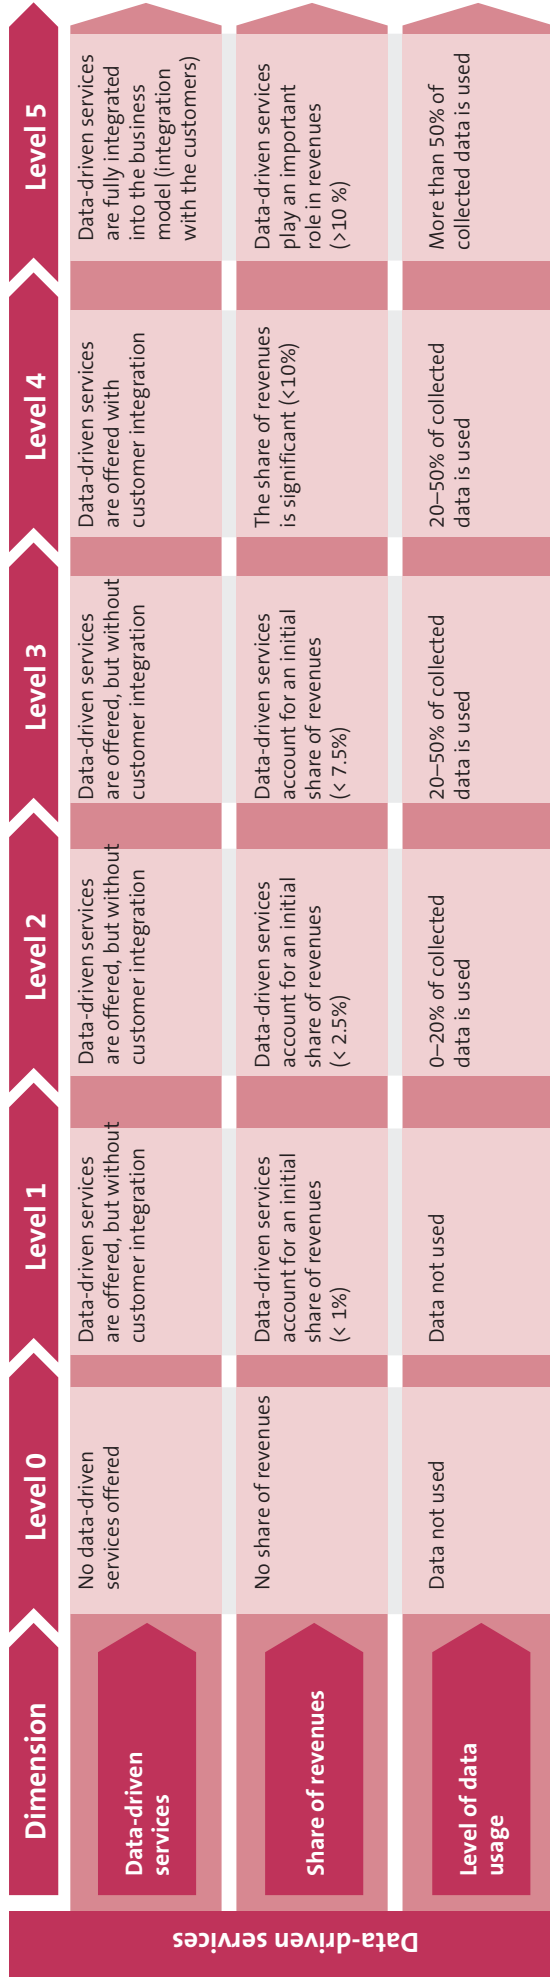 Data-driven services
Dimension
Level 0
Level 1
Level 2
Level 3
Level 4
Level 5
Data-driven
services
No data-driven
services offered
Data-driven services
are offered, but without
customer integration
Data-driven services
are offered, but without
customer integration
Data-driven services
are offered, but without
customer integration
Data-driven services
are offered with
customer integration
Data-driven services
are fully integrated
into the business
model (integration
with the customers)
Share of revenues
No share of revenues
Data-driven services
account for an initial
share of revenues
(< 1%)
Data-driven services
account for an initial
share of revenues
(< 2.5%)
Data-driven services
account for an initial
share of revenues
(< 7.5%)
The share of revenues
is significant (<10%)
Data-driven services
play an important
role in revenues
(>10 %)
Level of data
usage
Data not used
Data not used
0–20% of collected
data is used
20–50% of collected
data is used
20–50% of collected
data is used
More than 50% of
collected data is used